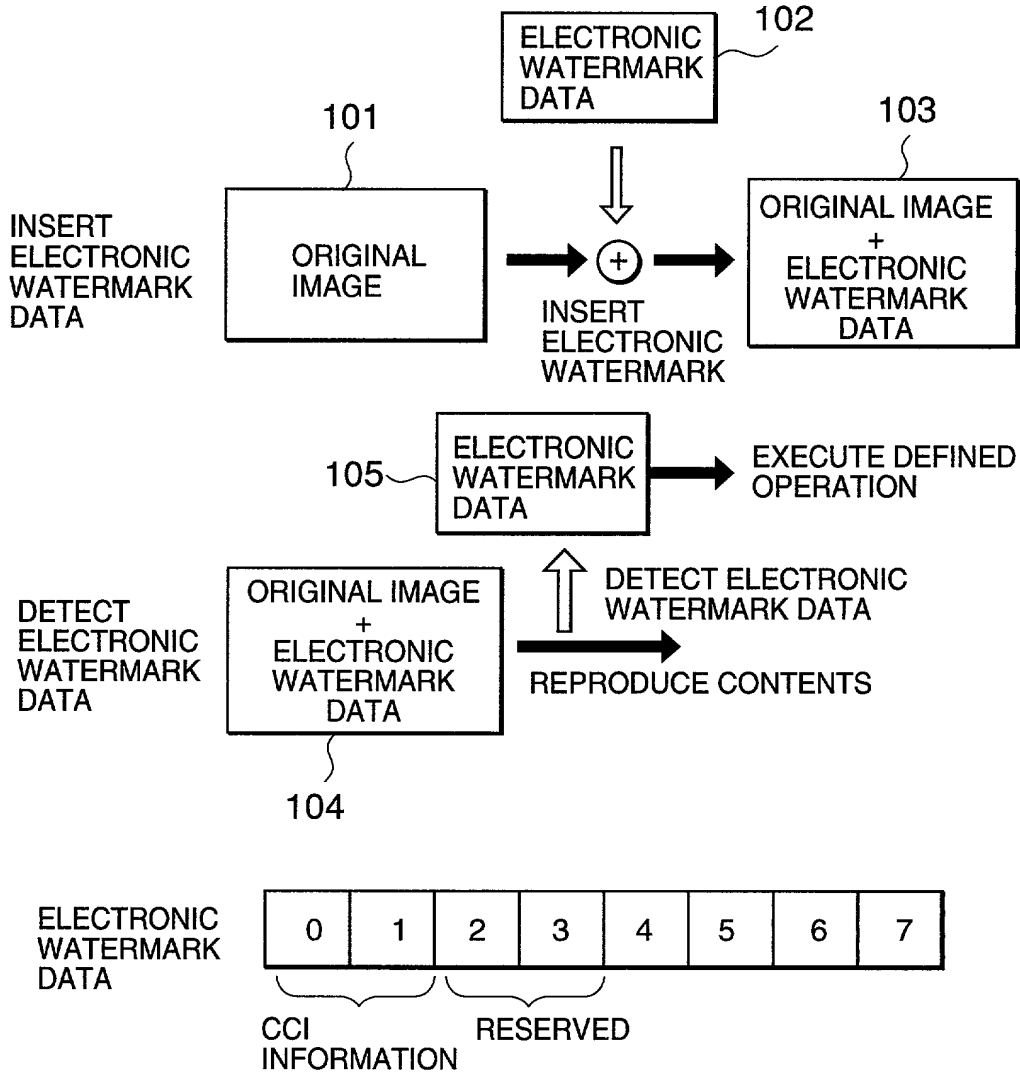 ELECTRONIC
WATERMARK
DATA
102
101
103
INSERT
ELECTRONIC
WATERMARK
DATA
ORIGINAL
IMAGE
+
ORIGINAL IMAGE
+
ELECTRONIC
WATERMARK
DATA
INSERT
ELECTRONIC
WATERMARK
105
ELECTRONIC
WATERMARK
DATA
EXECUTE DEFINED
OPERATION
DETECT
ELECTRONIC
WATERMARK
DATA
ORIGINAL IMAGE
+
ELECTRONIC
WATERMARK
DATA
DETECT ELECTRONIC
WATERMARK DATA
REPRODUCE CONTENTS
104
ELECTRONIC
WATERMARK
DATA
0 1 2 3 4 5 6 7
CCI
INFORMATION
RESERVED